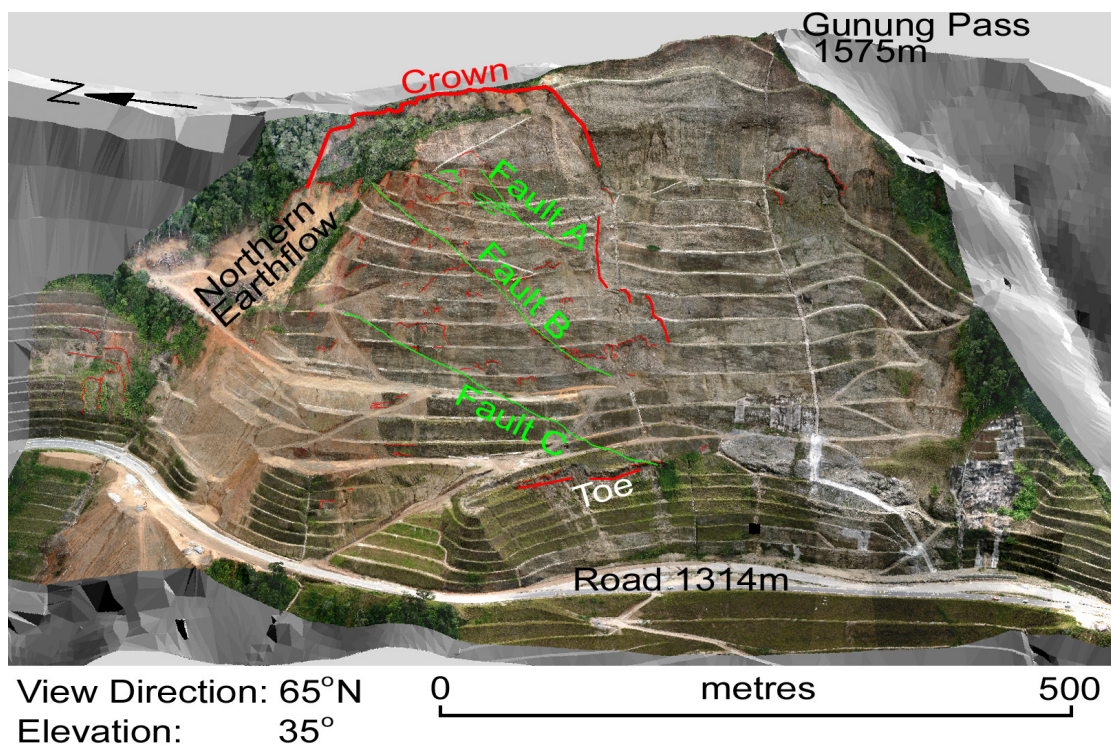 Gunung Pass
1575m
Crown
N
Fault A
Northern
Earthflow
Fault B
Fault C
Toe
Road 1314m
View Direction: 65°N
Elevation: 35°
0 metres 500